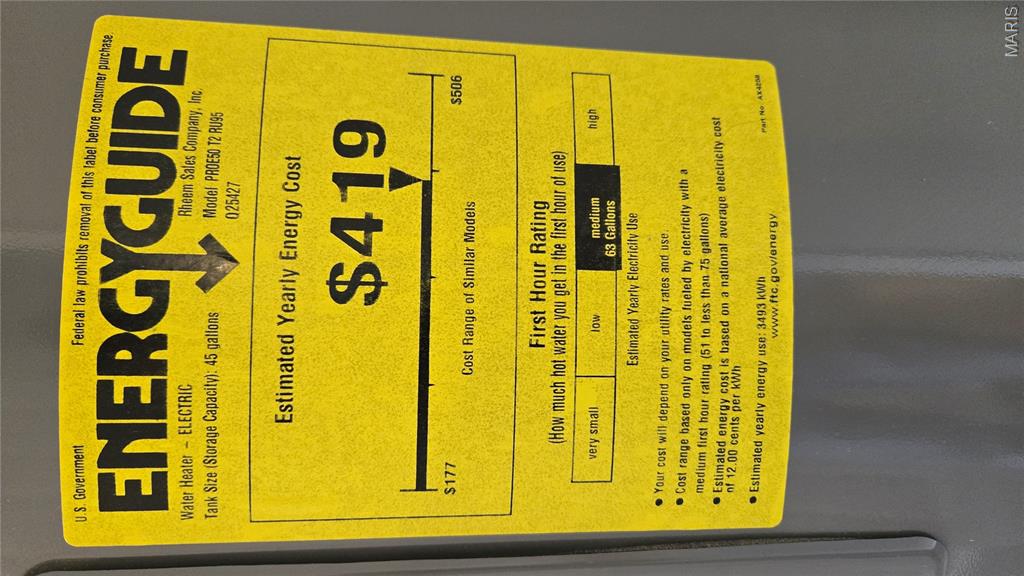 U.S. Government
Federal law prohibits removal of this label before consumer purchase.
ENERGYGUIDE
Water Heater - ELECTRIC
Tank Size (Storage Capacity): 45 gallons
Rheem Sales Company, Inc.
Model PROE50 T2 RU95
025427
Estimated Yearly Energy Cost
$419
$177
$506
Cost Range of Similar Models
First Hour Rating
(How much hot water you get in the first hour of use)
very small
low
medium
63 Gallons
high
Estimated Yearly Electricity Use
● Your cost will depend on your utility rates and use.
● Cost range based only on models fueled by electricity with a
medium first hour rating (51 to less than 75 gallons)
● Estimated energy cost is based on a national average electricity cost
of 12.00 cents per kWh
● Estimated yearly energy use: 3493 kWh
www.ftc.gov/energy
Part No
MARIS